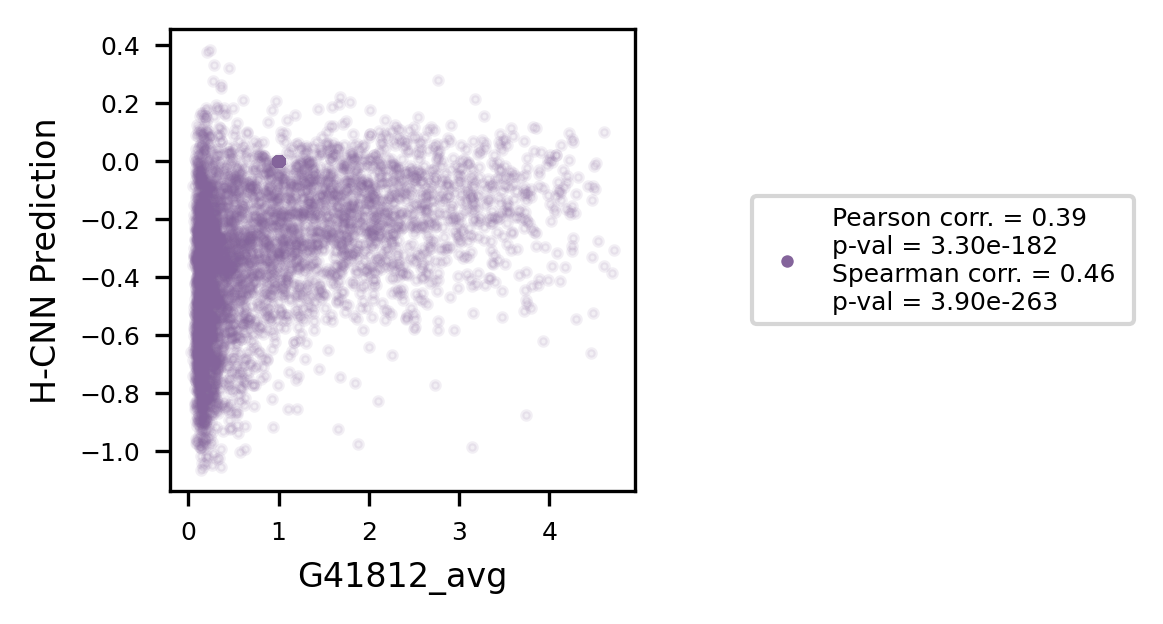 0.4
0.2
0.0
−0.2
−0.4
−0.6
−0.8
−1.0
H-CNN Prediction
0 1 2 3 4
G41812_avg
Pearson corr. = 0.39
p-val = 3.30e-182
Spearman corr. = 0.46
p-val = 3.90e-263